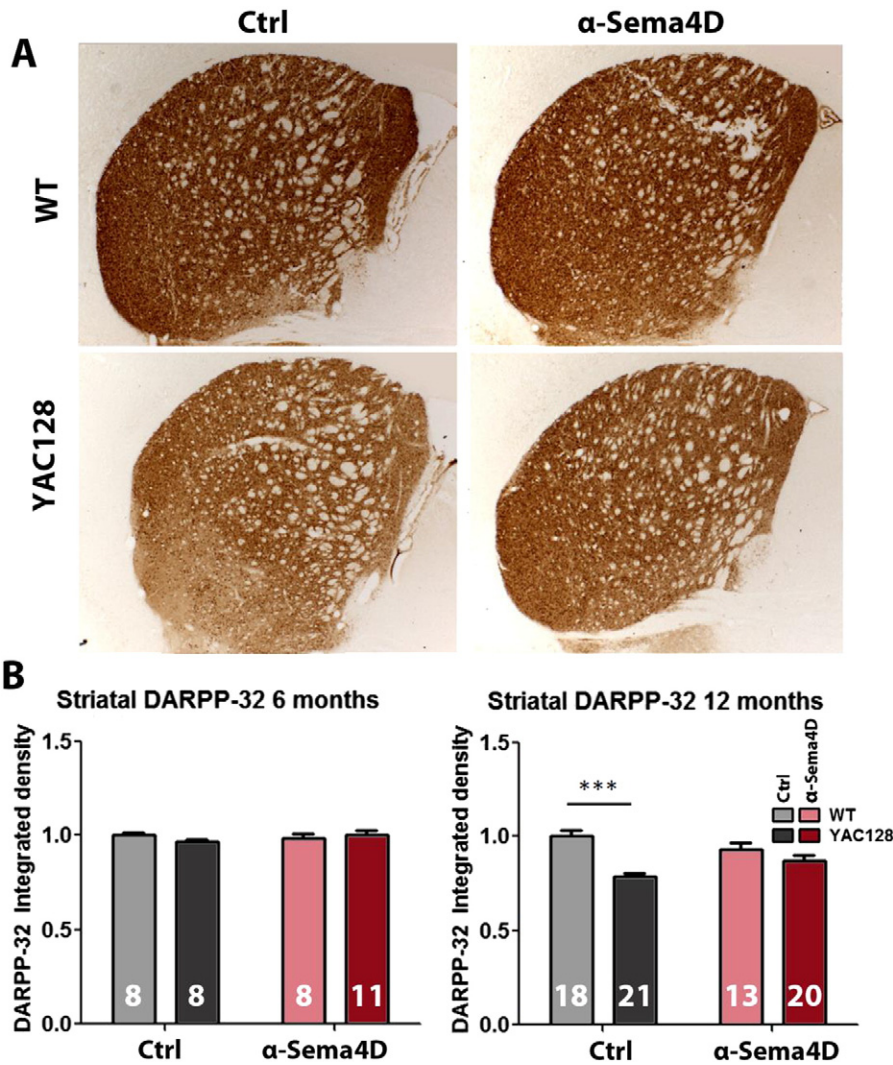 Ctrl
α-Sema4D
A
WT
YAC128
B
Striatal DARPP-32 6 months
DARPP-32 Integrated density
1.5
1.0
0.5
0.0
8
8
8
11
Ctrl
α-Sema4D
Striatal DARPP-32 12 months
DARPP-32 Integrated density
1.5
1.0
0.5
0.0
***
Ctrl
α-Sema4D
WT
YAC128
18
21
13
20
Ctrl
α-Sema4D